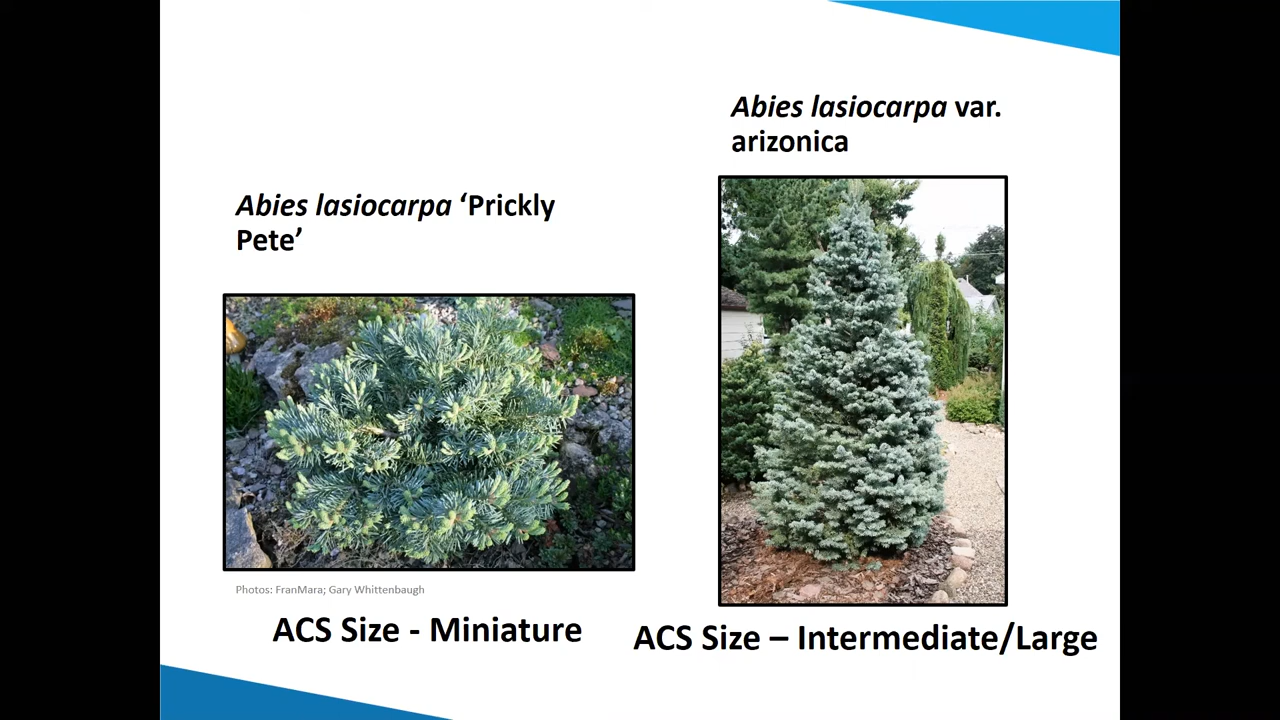 Abies lasiocarpa ‘Prickly
Pete’
Photos: FranMara; Gary Whittenbaugh
ACS Size - Miniature
Abies lasiocarpa var.
arizonica
ACS Size – Intermediate/Large